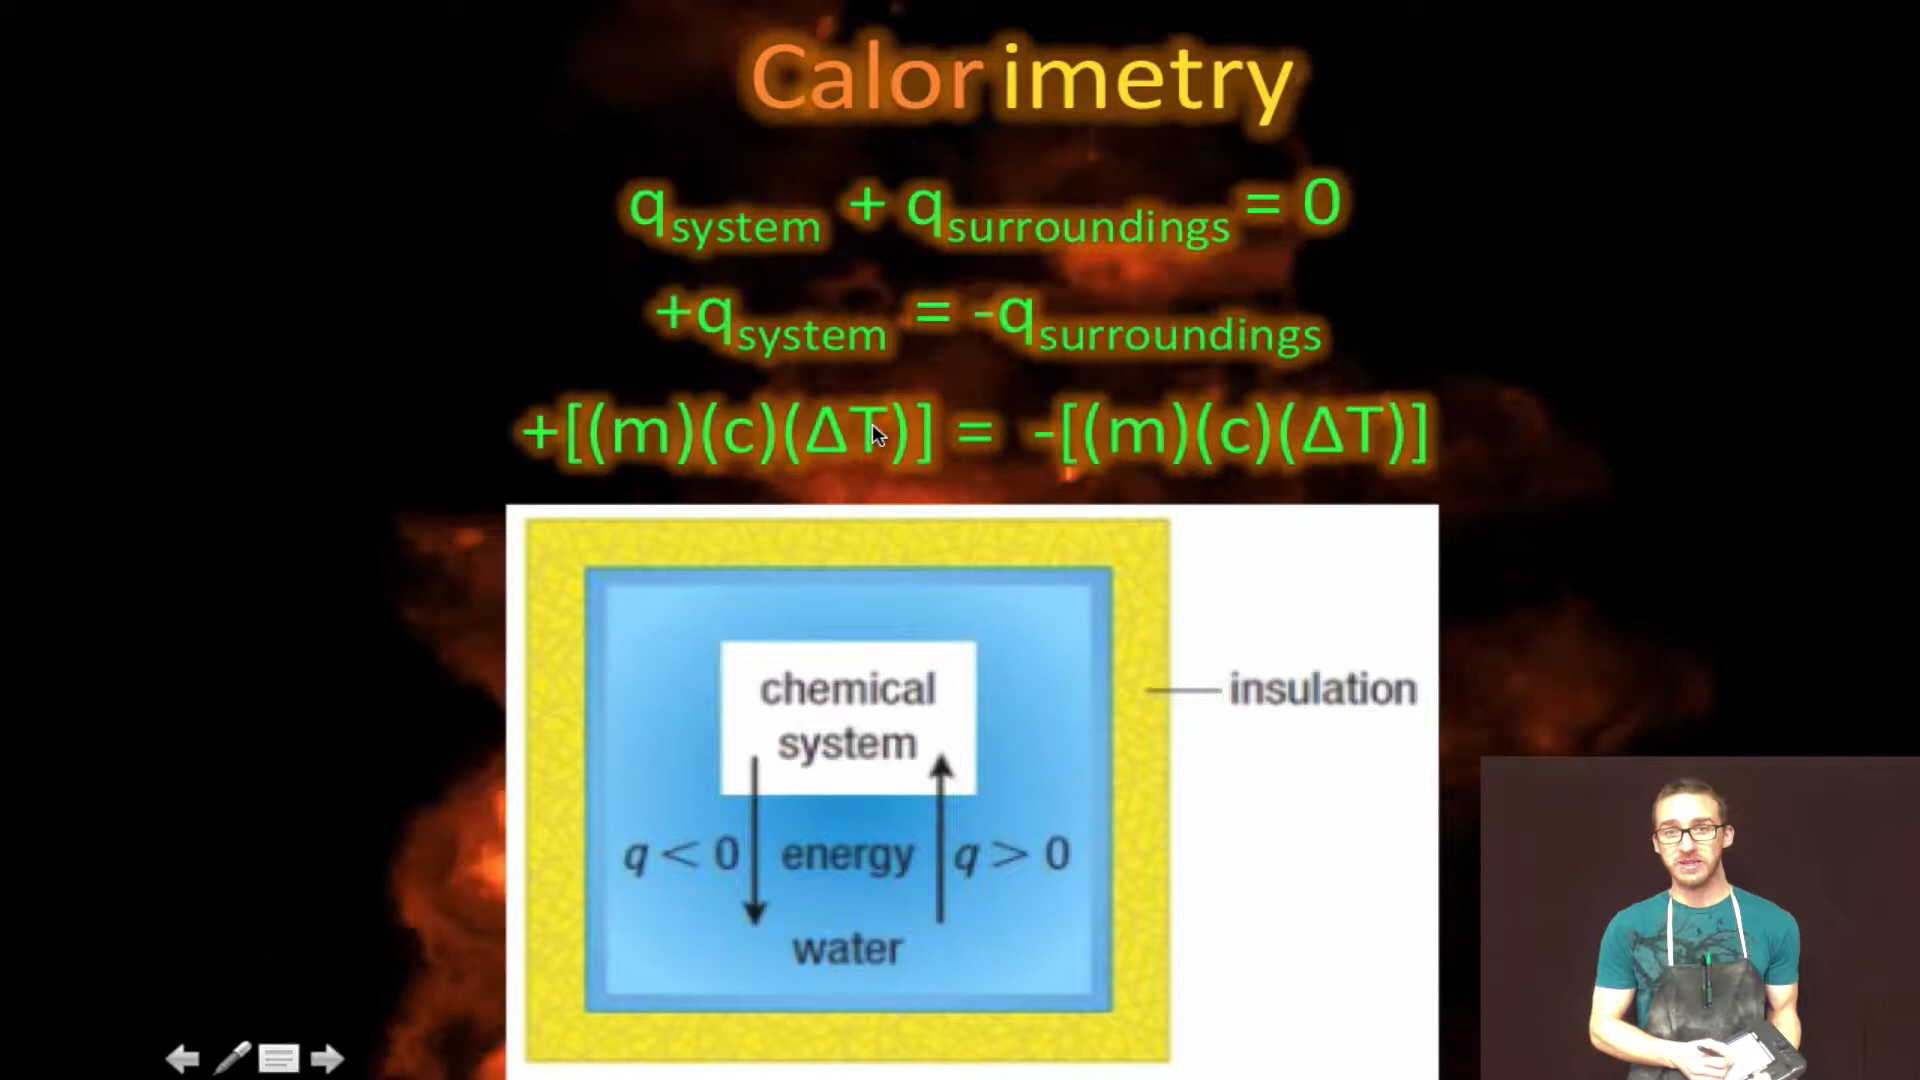 Calorimetry
q_system + q_surroundings = 0
+q_system = -q_surroundings
+[(m)(c)(ΔT)] = -[(m)(c)(ΔT)]
chemical
system
insulation
q < 0 energy q > 0
water